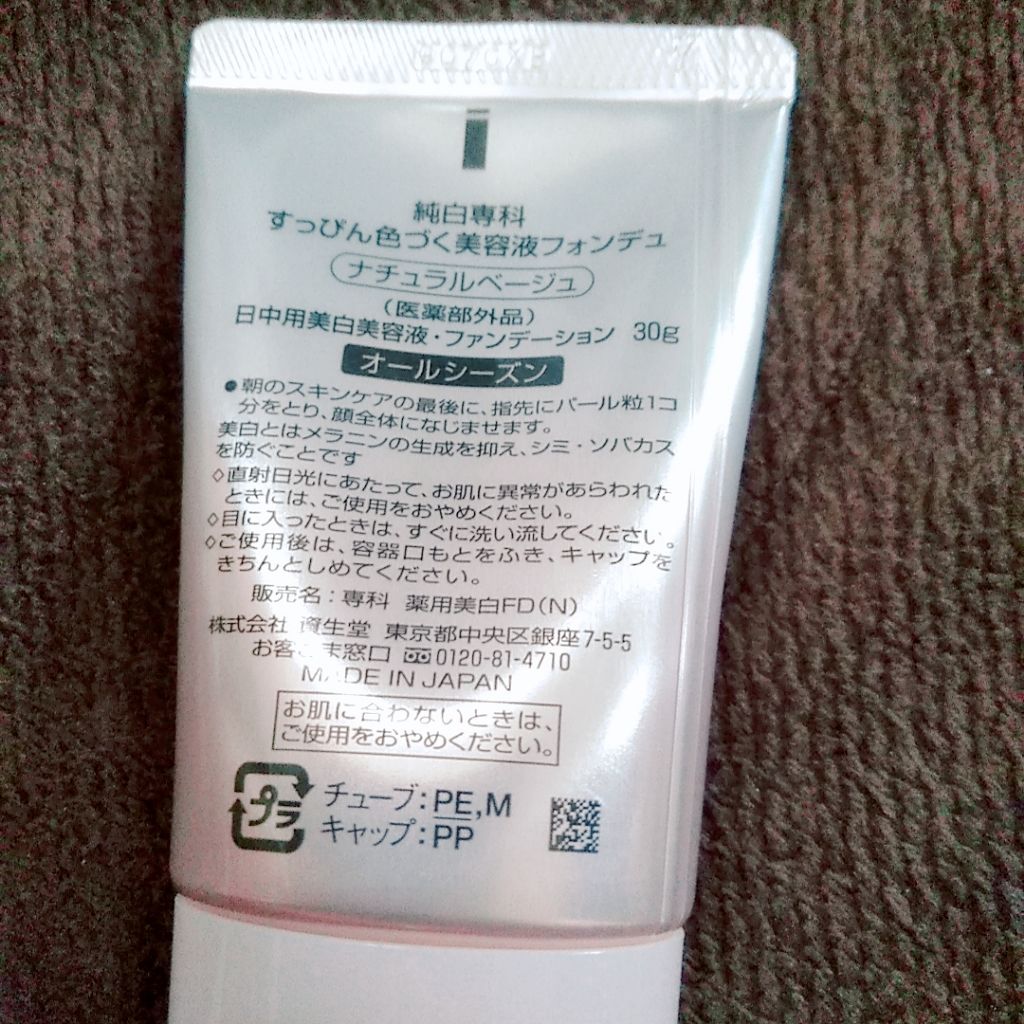 純白専科
すっぴん色づく美容液フォンデュ
ナチュラルベージュ
(医薬部外品)
日中用美白美容液・ファンデーション 30g
オールシーズン
●朝のスキンケアの最後に、指先にパール粒1コ
分をとり、顔全体になじませます。
美白とはメラニンの生成を抑え、シミ・ソバカス
を防ぐことです
◇直射日光にあたって、お肌に異常があらわれた
ときには、ご使用をおやめください。
◇目に入ったときは、すぐに洗い流してください。
◇ご使用後は、容器口もとをふき、キャップを
きちんとしめてください。
販売名:専科 薬用美白FD(N)
株式会社 資生堂 東京都中央区銀座7-5-5
お客さま窓口 0120-81-4710
MADE IN JAPAN
お肌に合わないときは、
ご使用をおやめください。
プラ チューブ:PE,M
キャップ:PP